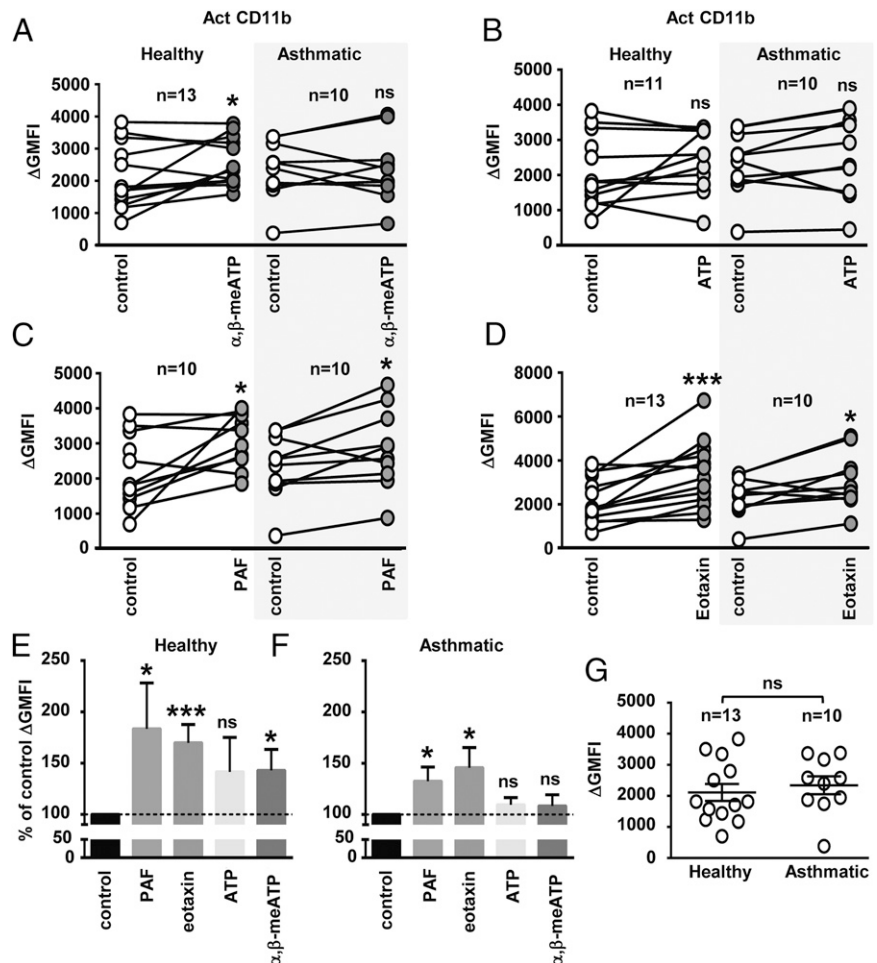 A
Act CD11b
Healthy
Asthmatic
n=13
*
n=10
ns
ΔGMFI
5000
4000
3000
2000
1000
0
control
α,β-meATP
control
α,β-meATP
B
Act CD11b
Healthy
Asthmatic
n=11
ns
n=10
ns
ΔGMFI
5000
4000
3000
2000
1000
0
control
ATP
control
ATP
C
n=10
*
n=10
*
ΔGMFI
5000
4000
3000
2000
1000
0
control
PAF
control
PAF
D
n=13
***
n=10
*
ΔGMFI
8000
6000
4000
2000
0
control
Eotaxin
control
Eotaxin
E
Healthy
% of control ΔGMFI
250
200
150
100
50
0
*
***
ns
*
control
PAF
eotaxin
ATP
α,β-meATP
F
Asthmatic
250
200
150
100
50
0
*
*
ns
ns
control
PAF
eotaxin
ATP
α,β-meATP
G
ns
n=13
n=10
ΔGMFI
5000
4000
3000
2000
1000
0
Healthy
Asthmatic